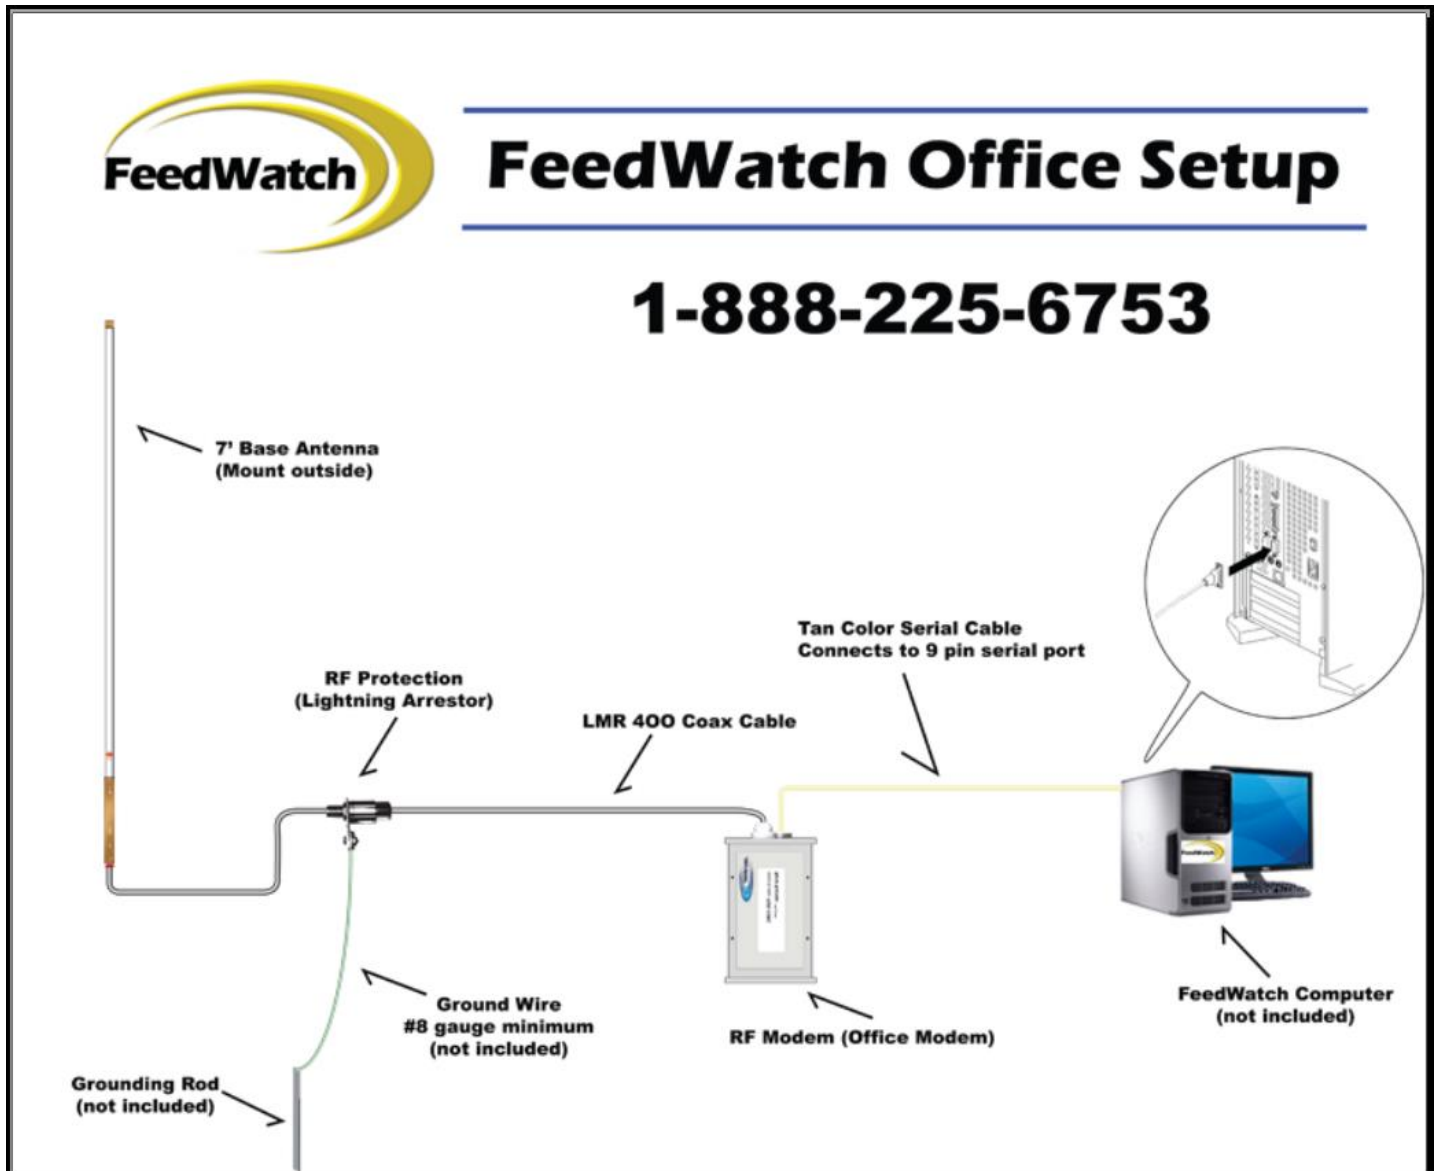 FeedWatch
FeedWatch Office Setup
1-888-225-6753
7' Base Antenna
(Mount outside)
Tan Color Serial Cable
Connects to 9 pin serial port
RF Protection
(Lightning Arrestor)
LMR 400 Coax Cable
FeedWatch
FeedWatch Computer
(not included)
Ground Wire
#8 gauge minimum
(not included)
RF Modem (Office Modem)
Grounding Rod
(not included)